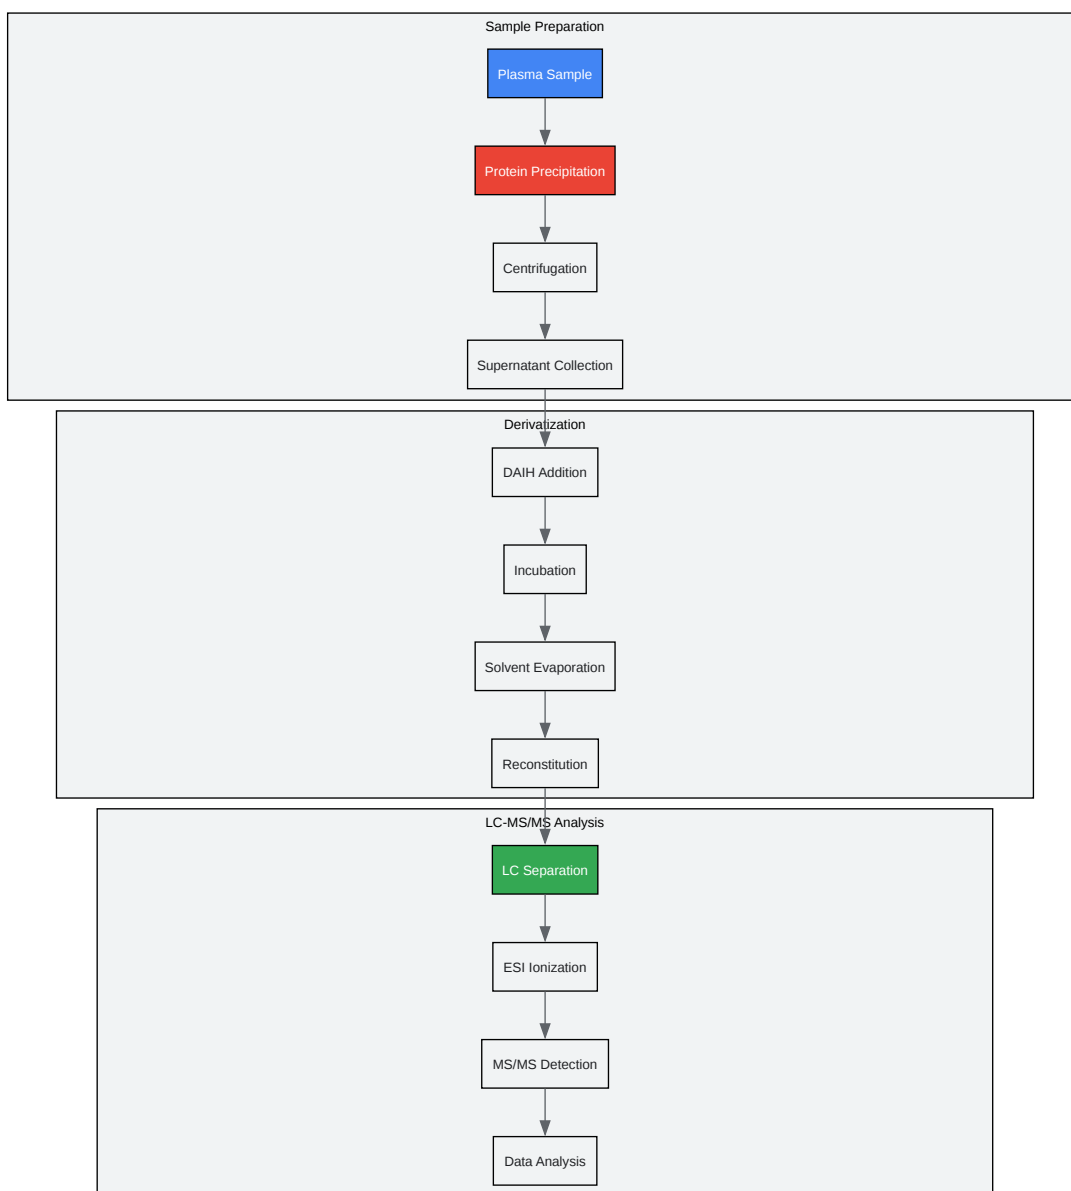 Sample Preparation
Plasma Sample
Protein Precipitation
Centrifugation
Supernatant Collection
Derivatization
DAIH Addition
Incubation
Solvent Evaporation
Reconstitution
LC-MS/MS Analysis
LC Separation
ESI Ionization
MS/MS Detection
Data Analysis